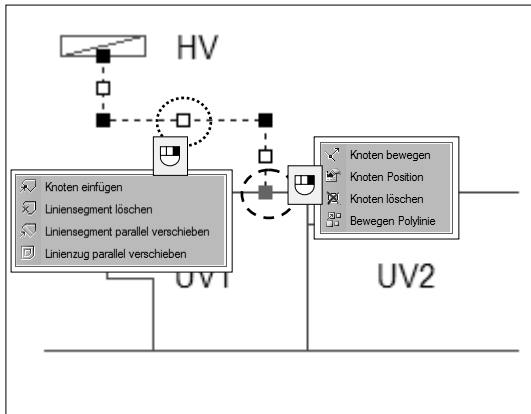 HV
Knoten bewegen
Knoten Position
Knoten löschen
Bewegen Polylinie
Knoten einfügen
Liniensegment löschen
Liniensegment parallel verschieben
Linienzug parallel verschieben
UV1
UV2